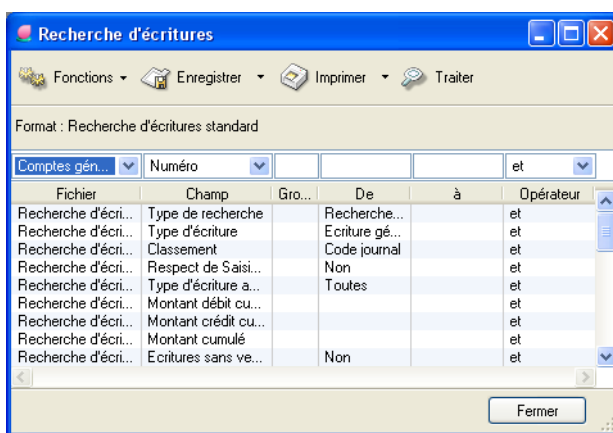 Recherche d'écritures
Fonctions Enregistrer Imprimer Traiter
Format : Recherche d'écritures standard
Comptes gén... Numéro et
Fichier Champ Gro... De à Opérateur
Recherche d'écri... Type de recherche Recherche... et
Recherche d'écri... Type d'écriture Ecriture gé... et
Recherche d'écri... Classement Code journal et
Recherche d'écri... Respect de Saisi... Non et
Recherche d'écri... Type d'écriture a... Toutes et
Recherche d'écri... Montant débit cu... et
Recherche d'écri... Montant crédit cu... et
Recherche d'écri... Montant cumulé et
Recherche d'écri... Ecritures sans ve... Non et
Fermer